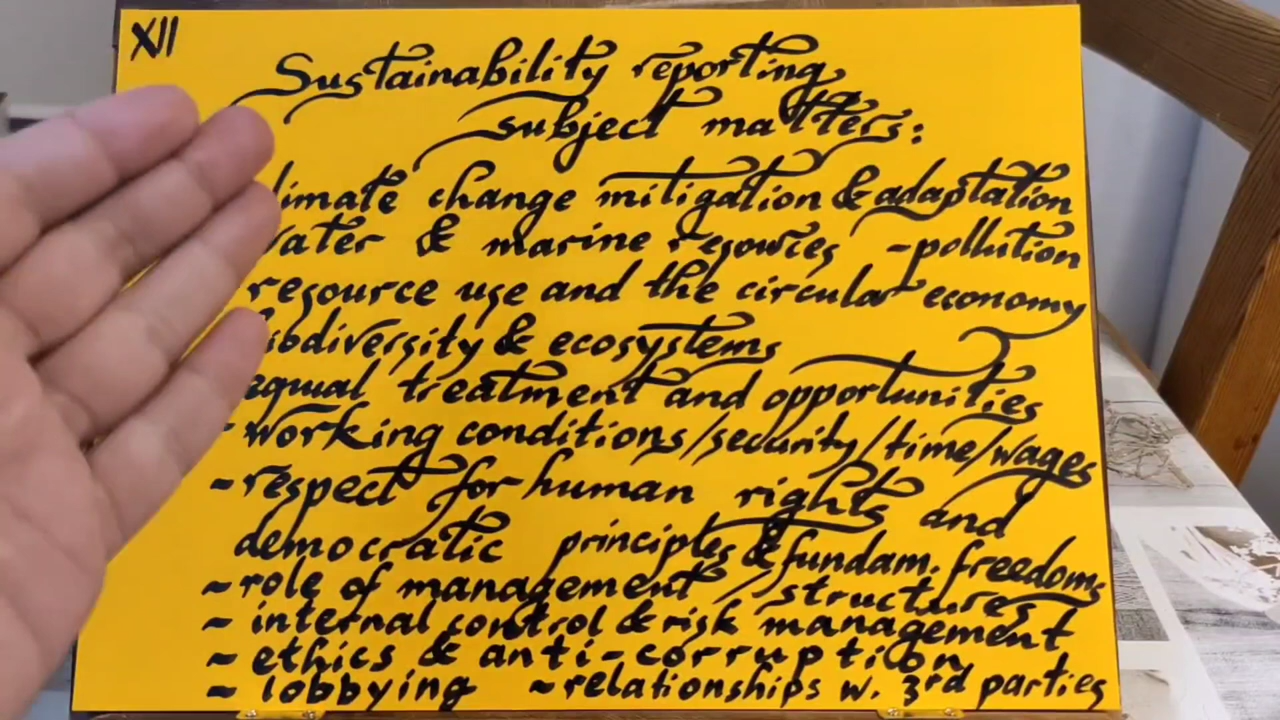 XII
Sustainability reporting
subject matters:
limate change mitigation & adaptation
ater & marine resources - pollution
resource use and the circular economy
iodiversity & ecosystems
equal treatment and opportunities
- working conditions/security/time/wages
- respect for human rights and
democratic principles & fundam. freedoms
~ role of management / structures
~ internal control & risk management
~ ethics & anti-corruption
~ lobbying ~ relationships w. 3rd parties